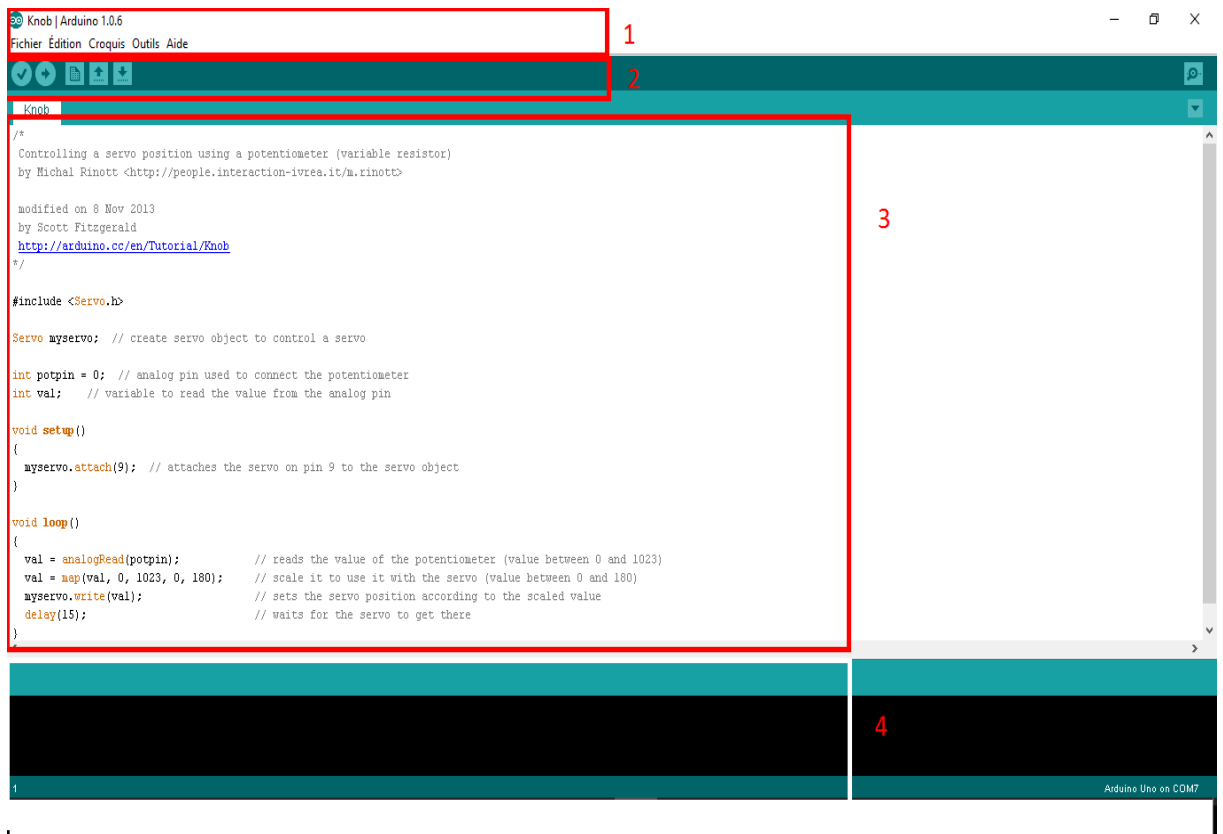 Knob | Arduino 1.0.6
Fichier Édition Croquis Outils Aide
1
2
Knob
/*
Controlling a servo position using a potentiometer (variable resistor)
by Michal Rinott <http://people.interaction-ivrea.it/m.rinott>
modified on 8 Nov 2013
by Scott Fitzgerald
http://arduino.cc/en/Tutorial/Knob
*/
3
#include <Servo.h>
Servo myservo;  // create servo object to control a servo
int potpin = 0;  // analog pin used to connect the potentiometer
int val;    // variable to read the value from the analog pin
void setup()
{
  myservo.attach(9);  // attaches the servo on pin 9 to the servo object
}
void loop()
{
  val = analogRead(potpin);            // reads the value of the potentiometer (value between 0 and 1023)
  val = map(val, 0, 1023, 0, 180);     // scale it to use it with the servo (value between 0 and 180)
  myservo.write(val);                  // sets the servo position according to the scaled value
  delay(15);                           // waits for the servo to get there
}
4
1
Arduino Uno on COM7